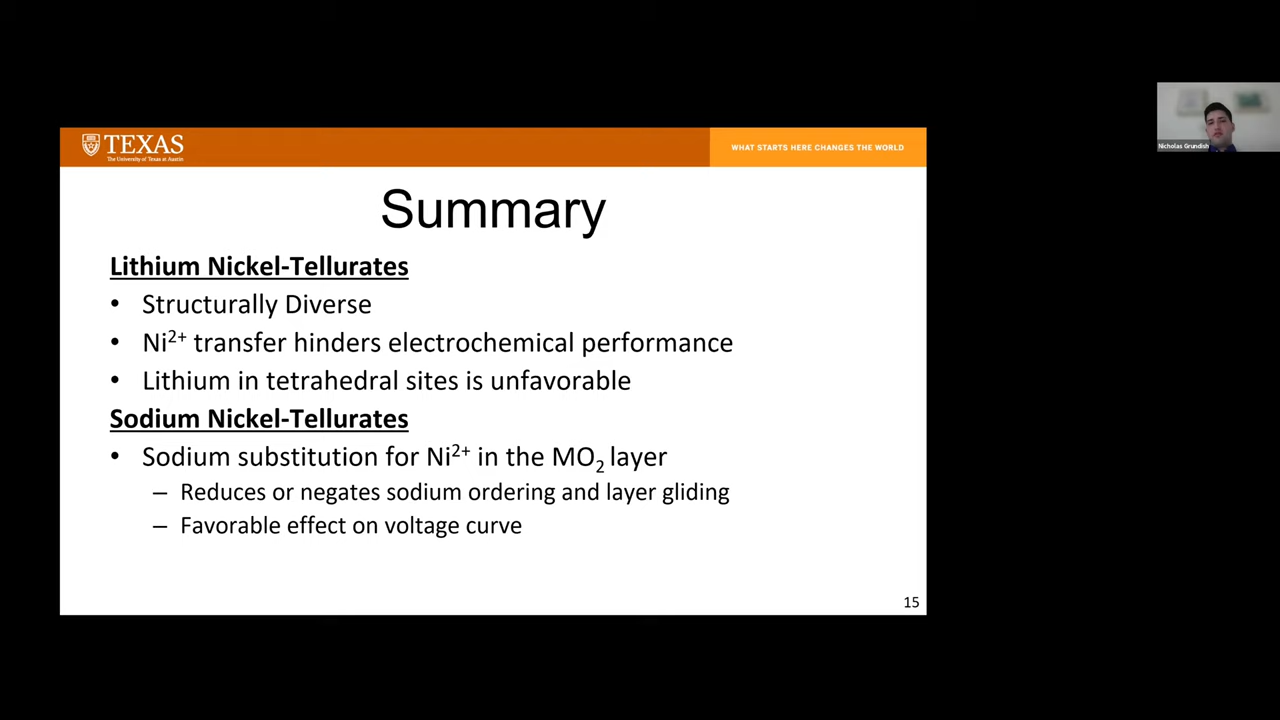 TEXAS
The University of Texas at Austin
WHAT STARTS HERE CHANGES THE WORLD
Nicholas Grundish
Summary
Lithium Nickel-Tellurates
• Structurally Diverse
• Ni²⁺ transfer hinders electrochemical performance
• Lithium in tetrahedral sites is unfavorable
Sodium Nickel-Tellurates
• Sodium substitution for Ni²⁺ in the MO₂ layer
– Reduces or negates sodium ordering and layer gliding
– Favorable effect on voltage curve
15